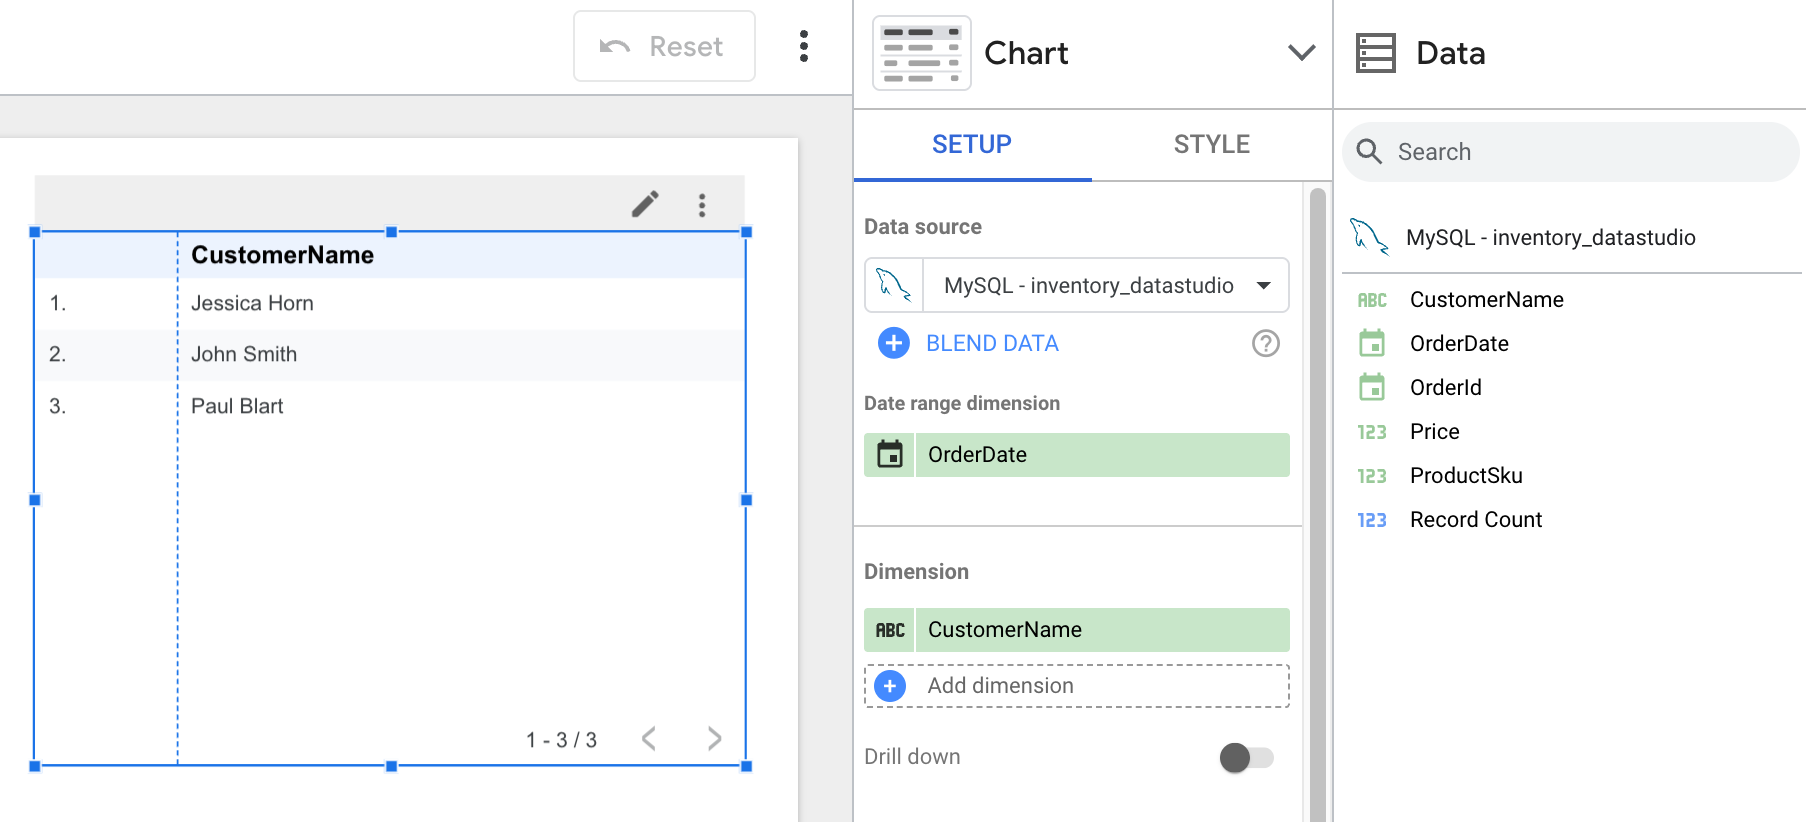 Reset
Chart
Data
SETUP
STYLE
Search
CustomerName
1. Jessica Horn
2. John Smith
3. Paul Blart
1 - 3 / 3
Data source
MySQL - inventory_datastudio
BLEND DATA
Date range dimension
OrderDate
Dimension
ABC CustomerName
Add dimension
Drill down
MySQL - inventory_datastudio
ABC CustomerName
OrderDate
OrderId
123 Price
123 ProductSku
123 Record Count